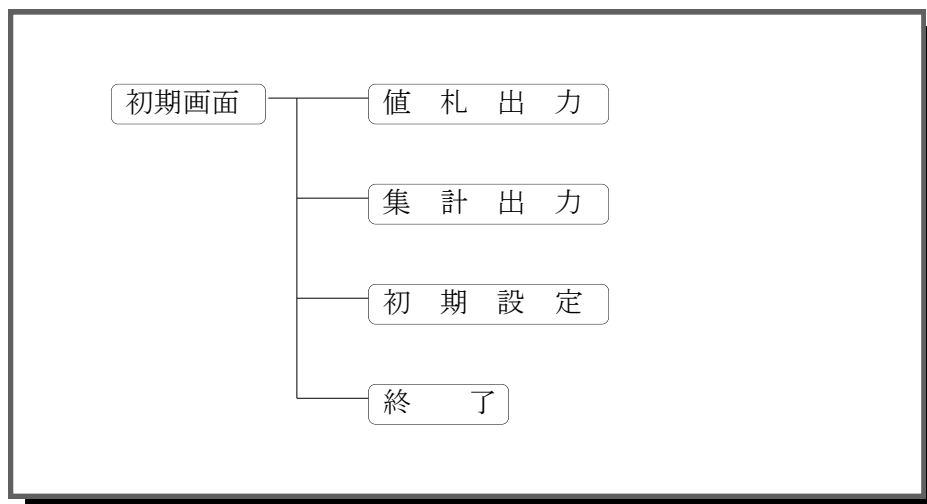 初期画面
値 札 出 力
集 計 出 力
初 期 設 定
終 了